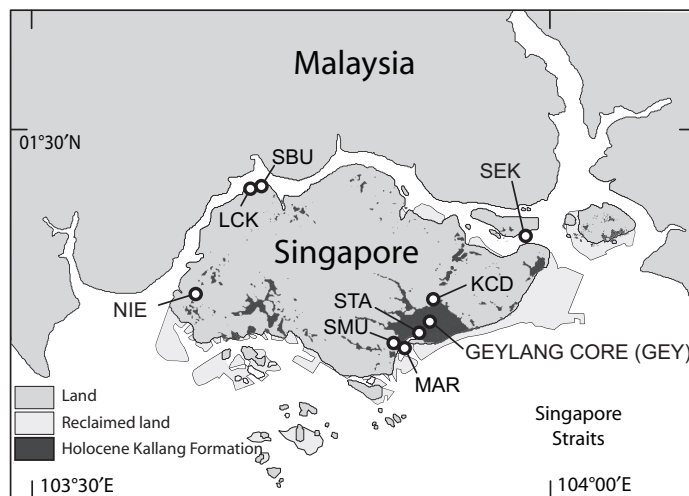 Malaysia
01°30′N
SBU
SEK
LCK
Singapore
KCD
NIE
STA
SMU
GEYLANG CORE (GEY)
MAR
Land
Reclaimed land
Holocene Kallang Formation
Singapore
Straits
103°30′E
104°00′E